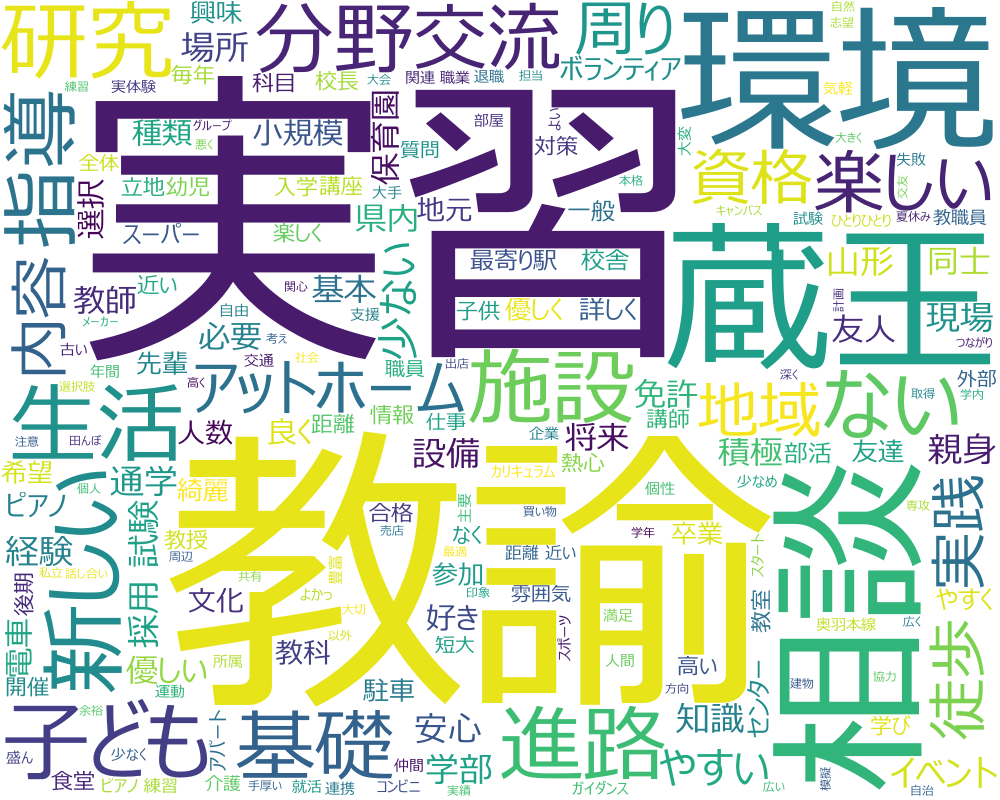 研究
興味
場所
分野交流
周り
ボランティア
環境
自然
志望
気軽
練習
実体験
毎年
科目
校長
大会
関連 職業
退職
担当
指導
種類
グループ
悪く
小規模
保育園
質問
部屋
よい
対策
大変
資格
楽しい
大きく
失敗
交友
全体
立地
幼児
入学
講座
大手
地元
本格
一般
キャンパス
試験
ひとりひとり
夏休み
教職員
選択
スーパー
楽しく
県内
実習
最寄り駅
校舎
蔵王
山形
同士
内容
教師
近い
関心
基本
少ない
子供
優しく
詳しく
計画
友人
現場
つながり
メーカー
自由
支援
古い
先輩
必要
考え
交通
社会
職員
出店
年間
選択肢
高く
アットホーム
施設
免許
深く
外部
取得
学内
生活
注意
田んぼ
人数
良く
距離
情報
仕事
企業
将来
講師
地域
ない
希望
個人
通学
綺麗
設備
カリキュラム
熱心
積極
部活
友達
親身
ピアノ
新しい
試験
教諭
合格
売店
主要
なく
買い物
個性
少なめ
卒業
学年
相談
専攻
実践
経験
教授
周辺
最適
距離 近い
スタート
私立
話し合い
後期
採用
共有
豊富
参加
印象
雰囲気
教室
やすく
文化
よかっ
大切
好き
短大
スポーツ
満足
奥羽本線
広く
電車
優しい
所属
教科
以外
人間
高い
徒歩
開催
運動
駐車
方向
センター
建物
協力
子ども
余裕
盛ん
少なく
アパート
基礎
安心
進路
知識
学び
食堂
ピアノ 練習
介護
手厚い
就活
連携
仲間
コンビニ
学部
実績
ガイダンス
やすい
広い
模擬
イベント
自治